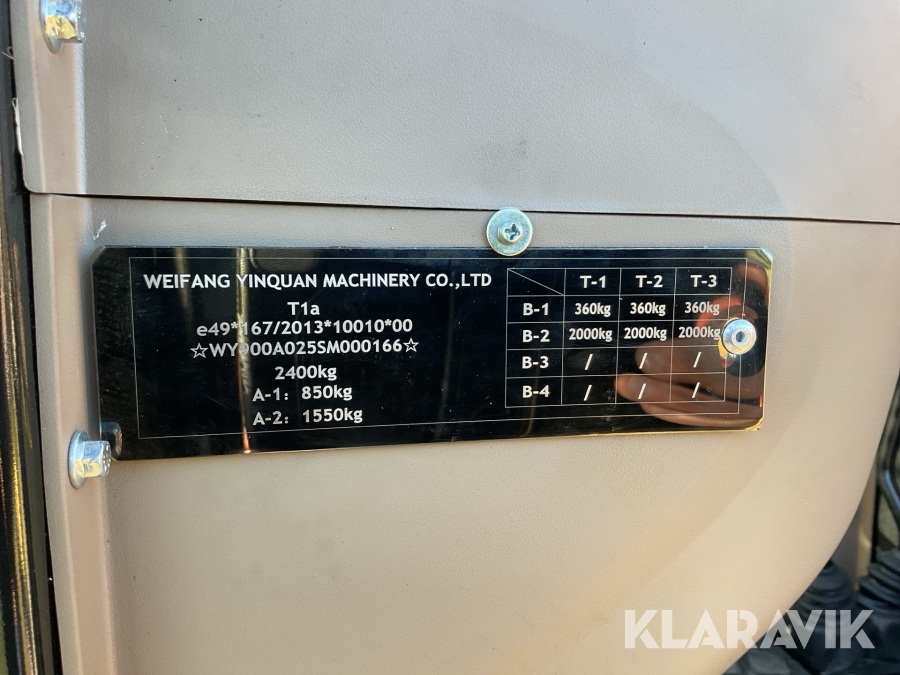 WEIFANG YINQUAN MACHINERY CO.,LTD
T1a
e49*167/2013*10010*00
☆WY900A025SM000166☆
2400kg
A-1: 850kg
A-2: 1550kg
T-1 T-2 T-3
B-1 360kg 360kg 360kg
B-2 2000kg 2000kg 2000kg
B-3 / / /
B-4 / / /
KLARAVIK